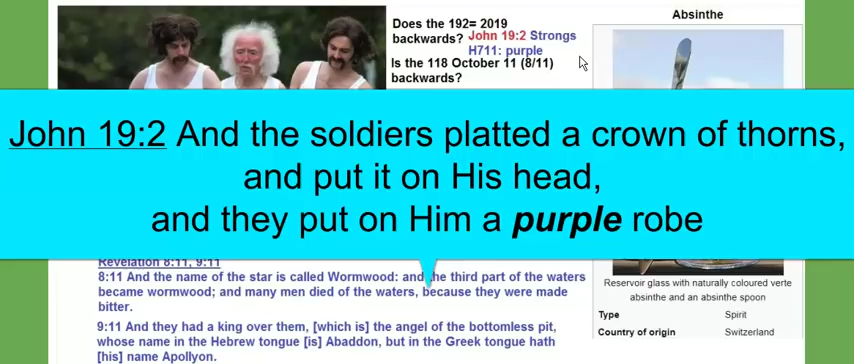 Does the 192= 2019
backwards? John 19:2 Strongs
H711: purple
Is the 118 October 11 (8/11)
backwards?
Absinthe
John 19:2 And the soldiers platted a crown of thorns,
and put it on His head,
and they put on Him a purple robe
Revelation 8:11, 9:11
8:11 And the name of the star is called Wormwood: and the third part of the waters
became wormwood; and many men died of the waters, because they were made
bitter.
9:11 And they had a king over them, [which is] the angel of the bottomless pit,
whose name in the Hebrew tongue [is] Abaddon, but in the Greek tongue hath
[his] name Apollyon.
Reservoir glass with naturally coloured verte
absinthe and an absinthe spoon
Type Spirit
Country of origin Switzerland